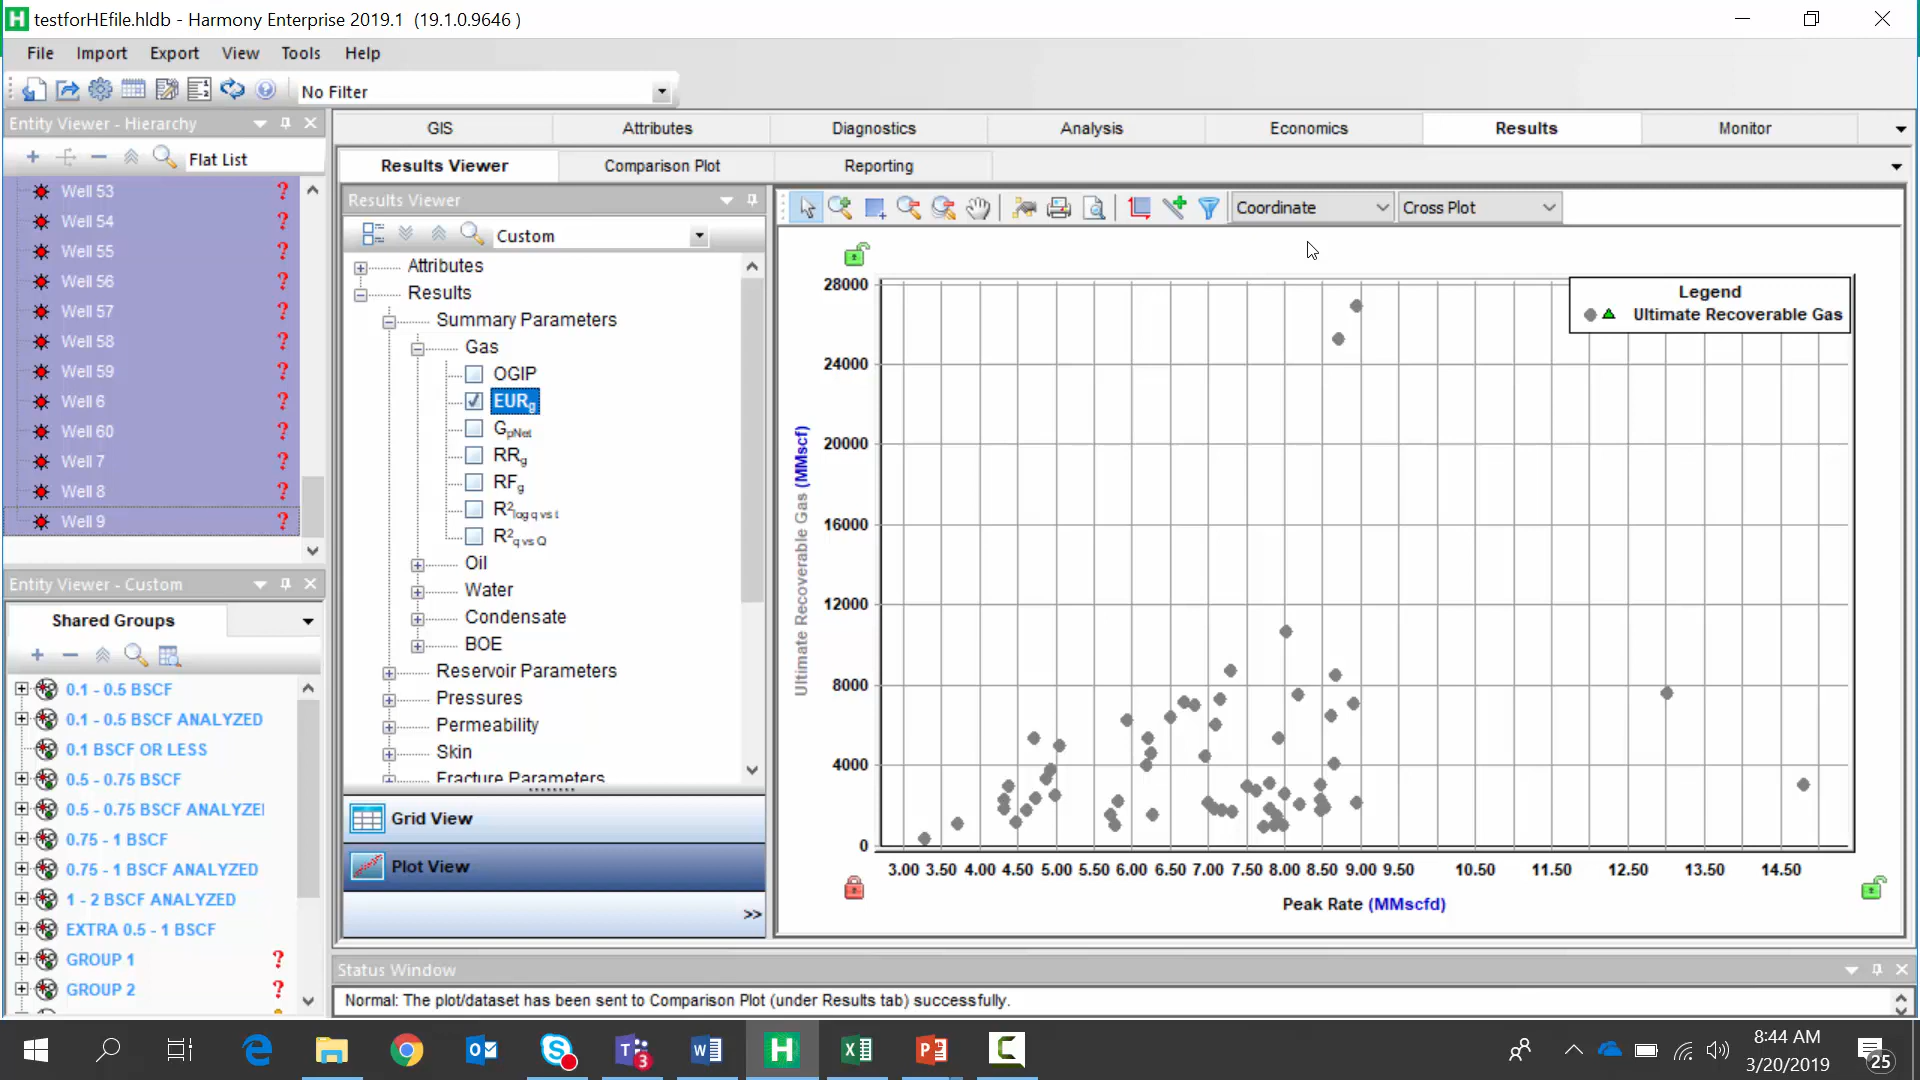 testforHEfile.hldb - Harmony Enterprise 2019.1  (19.1.0.9646 )
File Import Export View Tools Help
No Filter
Entity Viewer - Hierarchy
Flat List
Well 53 ?
Well 54 ?
Well 55 ?
Well 56 ?
Well 57 ?
Well 58 ?
Well 59 ?
Well 6 ?
Well 60 ?
Well 7 ?
Well 8 ?
Well 9 ?
Entity Viewer - Custom
Shared Groups
0.1 - 0.5 BSCF
0.1 - 0.5 BSCF ANALYZED
0.1 BSCF OR LESS
0.5 - 0.75 BSCF
0.5 - 0.75 BSCF ANALYZE
0.75 - 1 BSCF
0.75 - 1 BSCF ANALYZED
1 - 2 BSCF ANALYZED
EXTRA 0.5 - 1 BSCF
GROUP 1 ?
GROUP 2 ?
GIS Attributes Diagnostics Analysis Economics Results Monitor
Results Viewer Comparison Plot Reporting
Results Viewer
Custom
Attributes
Results
Summary Parameters
Gas
OGIP
EURg
GpNet
RRg
RFg
R2log q vs t
R2q vs Q
Oil
Water
Condensate
BOE
Reservoir Parameters
Pressures
Permeability
Skin
Fracture Parameters
Grid View
Plot View
>>
Coordinate Cross Plot
Legend
Ultimate Recoverable Gas
Ultimate Recoverable Gas (MMscf)
28000
24000
20000
16000
12000
8000
4000
0
3.00 3.50 4.00 4.50 5.00 5.50 6.00 6.50 7.00 7.50 8.00 8.50 9.00 9.50 10.50 11.50 12.50 13.50 14.50
Peak Rate (MMscfd)
Status Window
Normal: The plot/dataset has been sent to Comparison Plot (under Results tab) successfully.
8:44 AM
3/20/2019
25
3